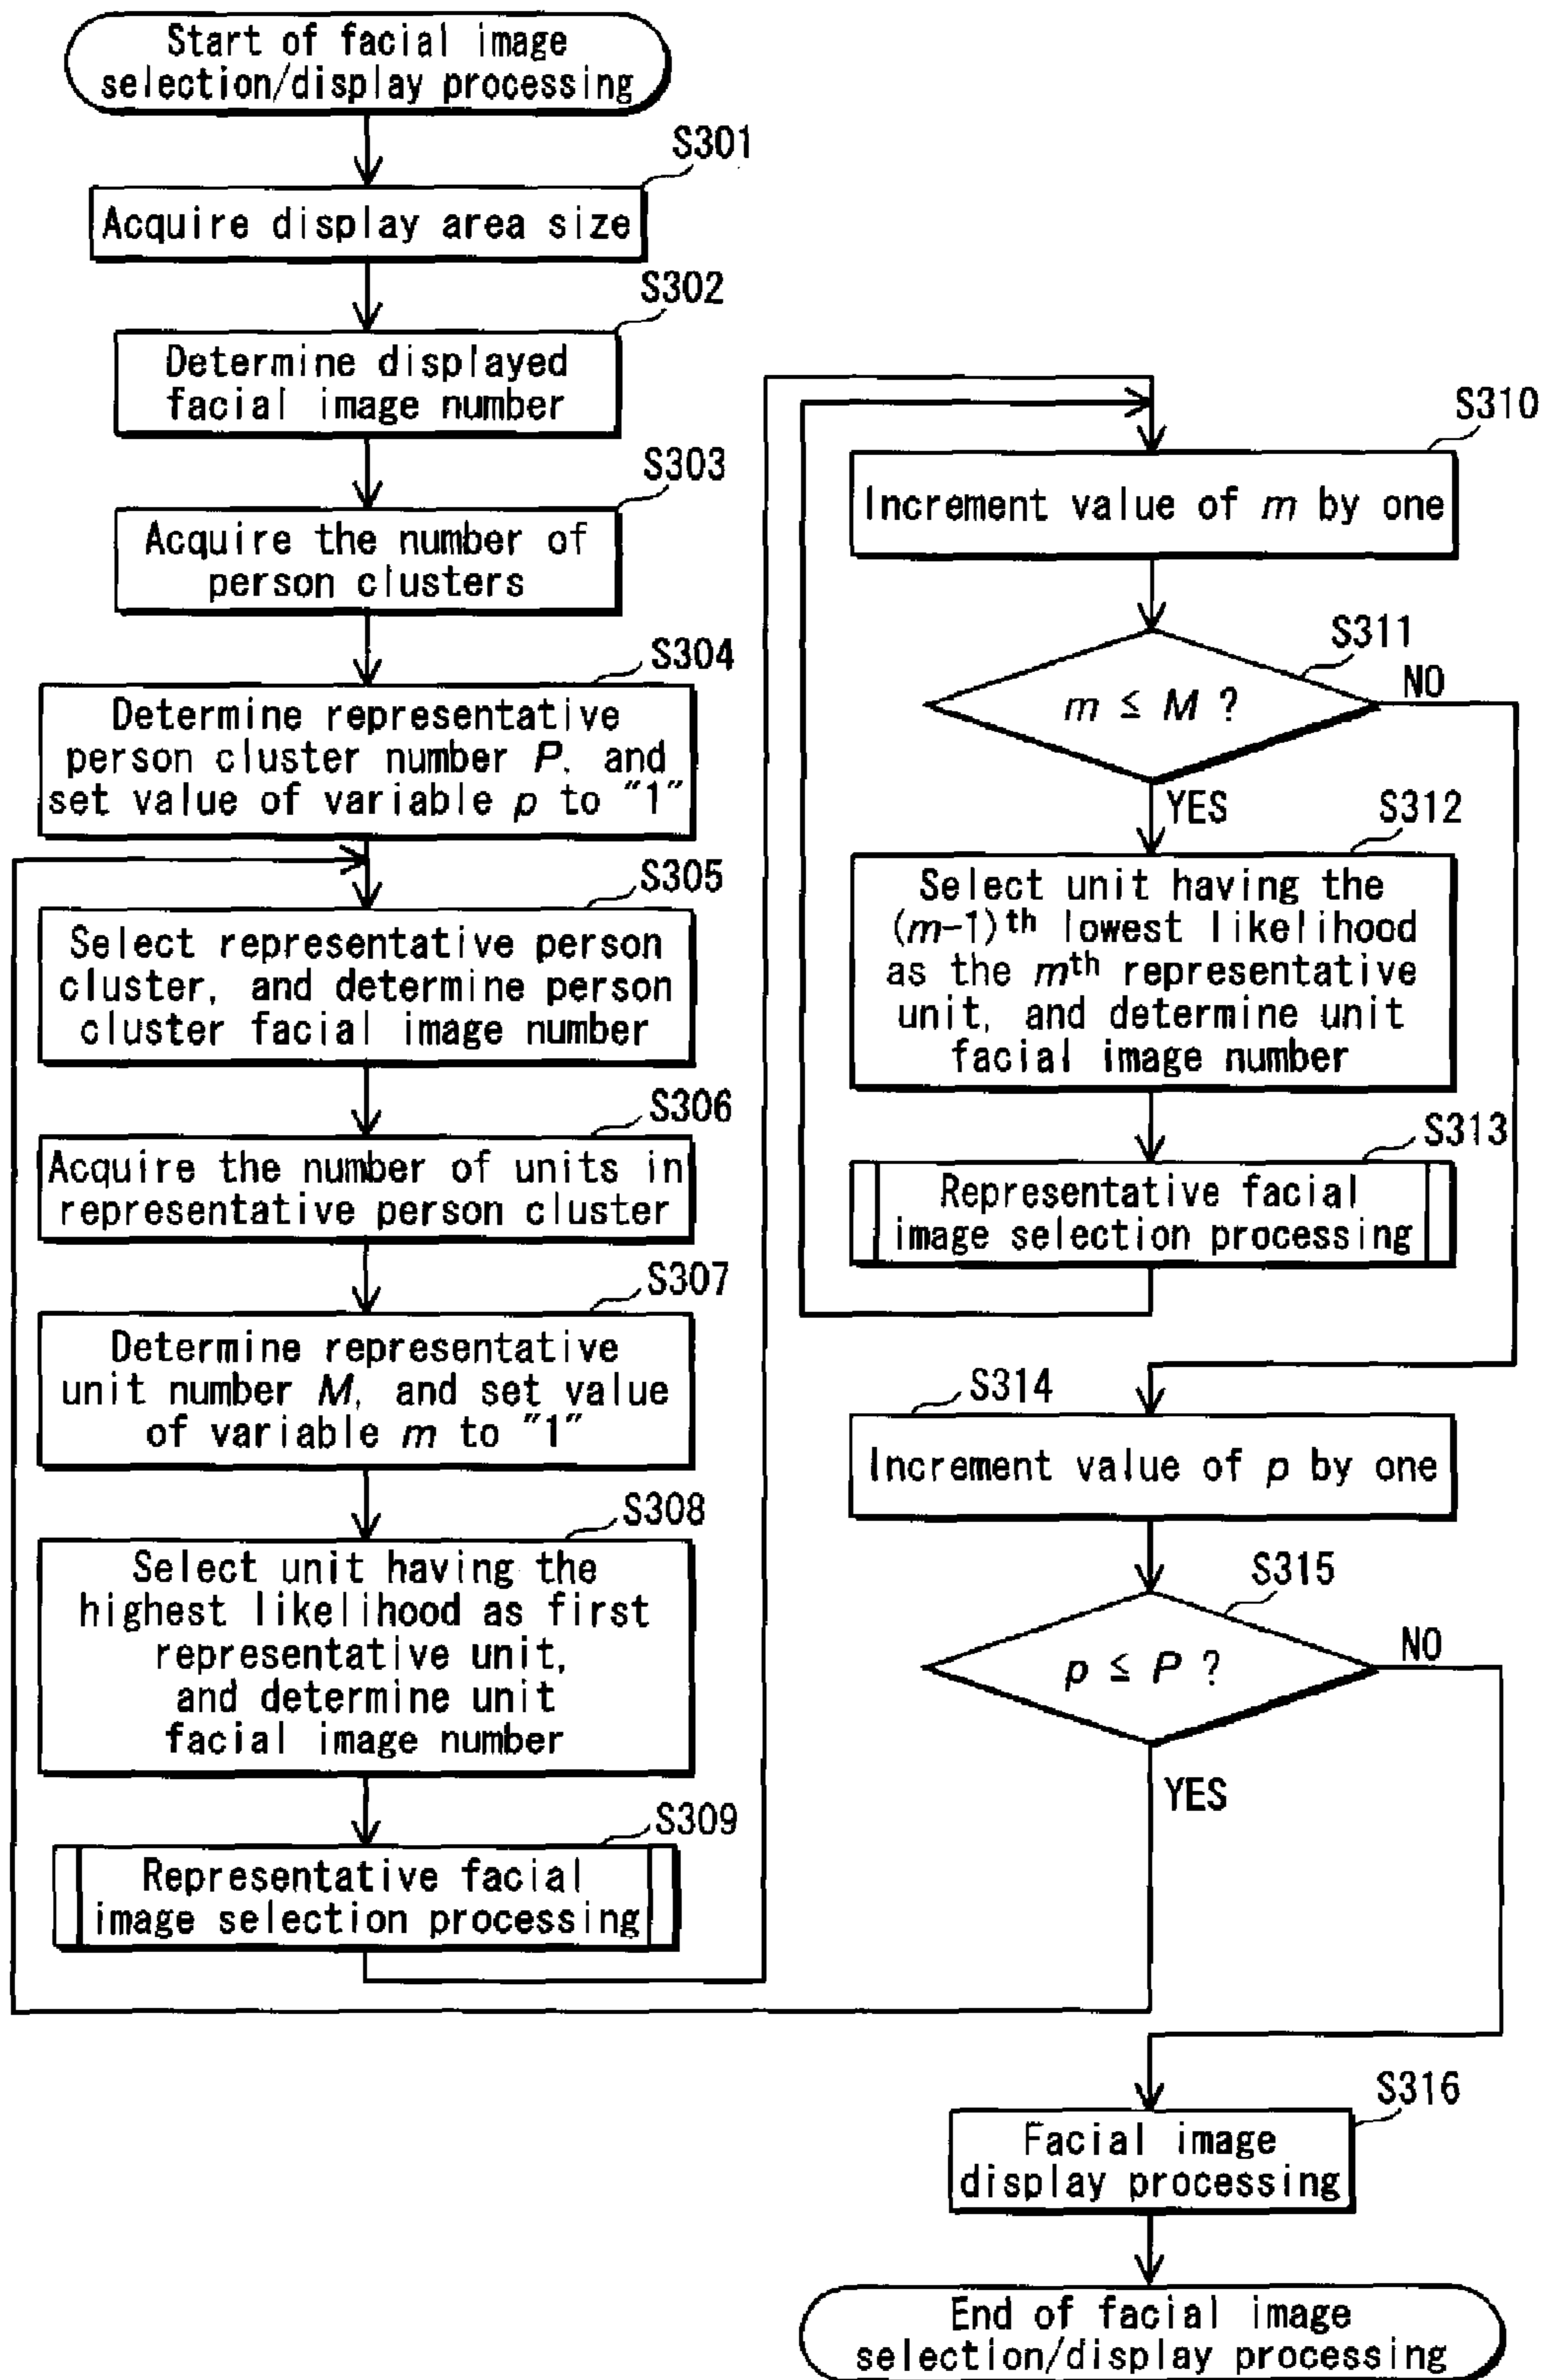 Start of facial image
selection/display processing
S301
Acquire display area size
S302
Determine displayed
facial image number
S303
Acquire the number of
person clusters
S304
Determine representative
person cluster number P, and
set value of variable p to "1"
S305
Select representative person
cluster, and determine person
cluster facial image number
S306
Acquire the number of units in
representative person cluster
S307
Determine representative
unit number M, and set value
of variable m to "1"
S308
Select unit having the
highest likelihood as first
representative unit,
and determine unit
facial image number
S309
Representative facial
image selection processing
S310
Increment value of m by one
S311
m ≤ M ?
NO
YES
S312
Select unit having the
(m-1)th lowest likelihood
as the mth representative
unit, and determine unit
facial image number
S313
Representative facial
image selection processing
S314
Increment value of p by one
S315
p ≤ P ?
NO
YES
S316
Facial image
display processing
End of facial image
selection/display processing